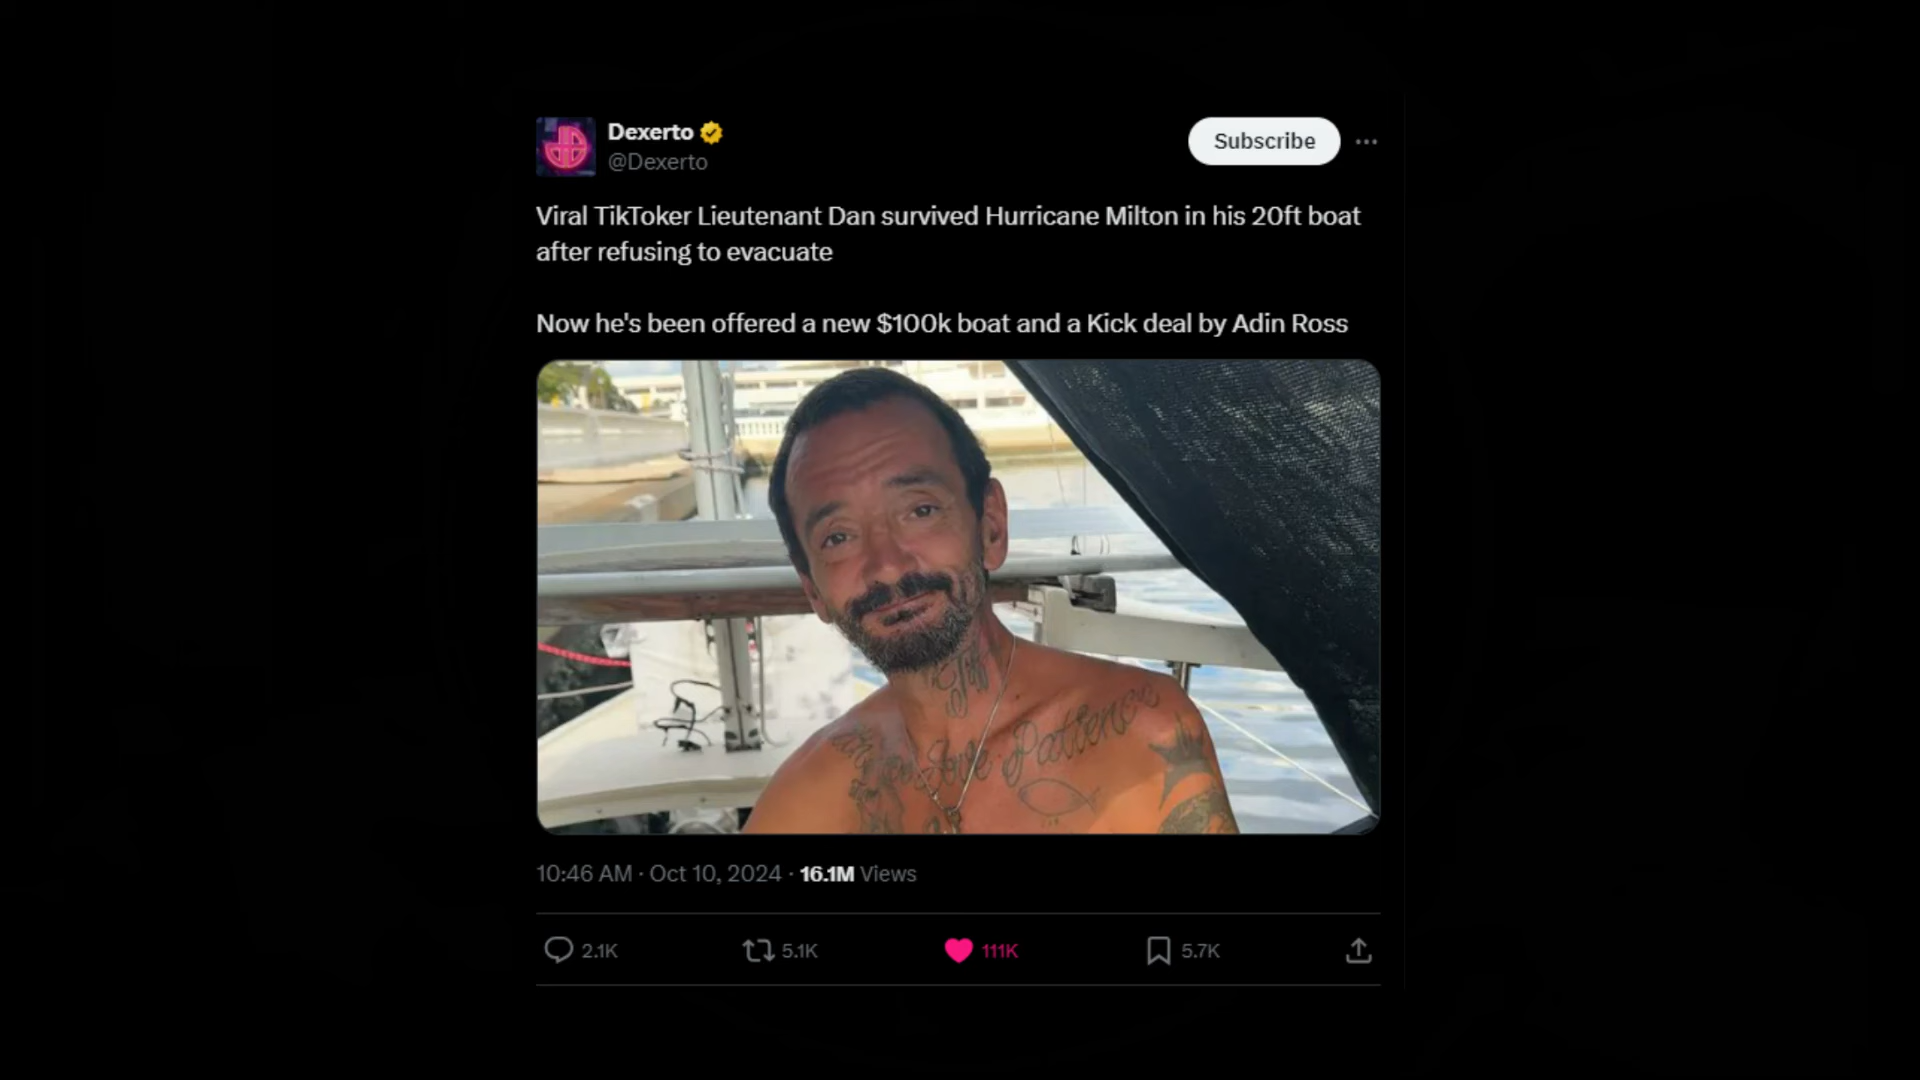 Dexerto
@Dexerto
Subscribe
Viral TikToker Lieutenant Dan survived Hurricane Milton in his 20ft boat
after refusing to evacuate
Now he's been offered a new $100k boat and a Kick deal by Adin Ross
Love Patience
10:46 AM · Oct 10, 2024 · 16.1M Views
2.1K
5.1K
111K
5.7K